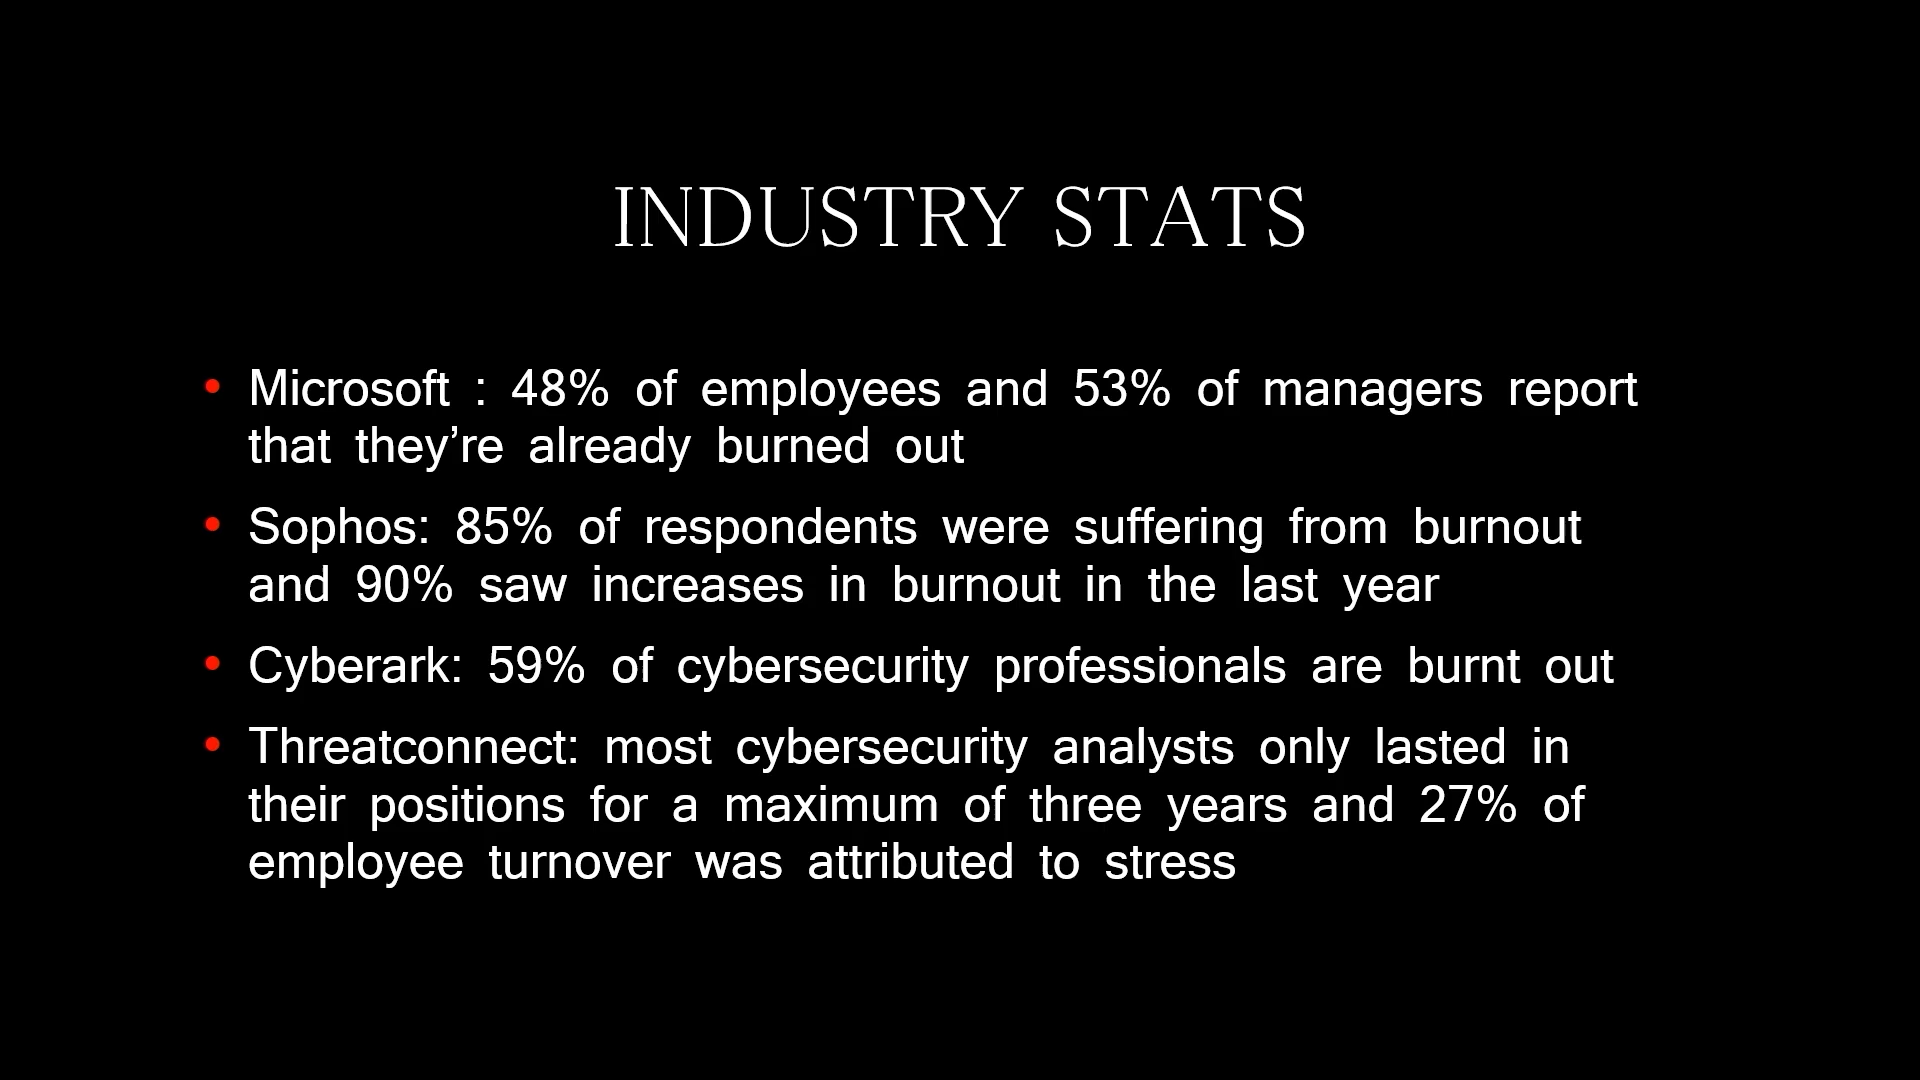 INDUSTRY STATS
• Microsoft : 48% of employees and 53% of managers report
that they’re already burned out
• Sophos: 85% of respondents were suffering from burnout
and 90% saw increases in burnout in the last year
• Cyberark: 59% of cybersecurity professionals are burnt out
• Threatconnect: most cybersecurity analysts only lasted in
their positions for a maximum of three years and 27% of
employee turnover was attributed to stress